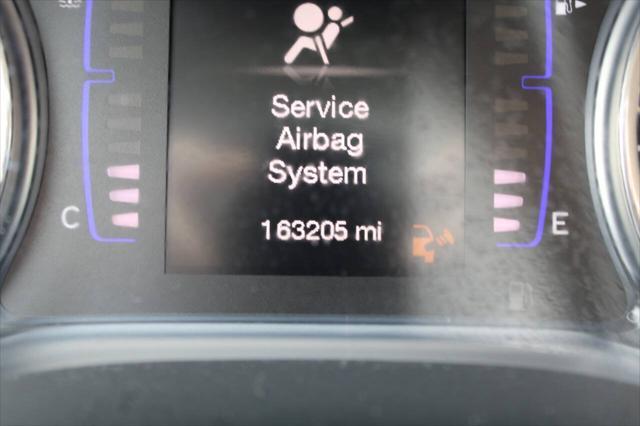 Service
Airbag
System
163205 mi
C
E